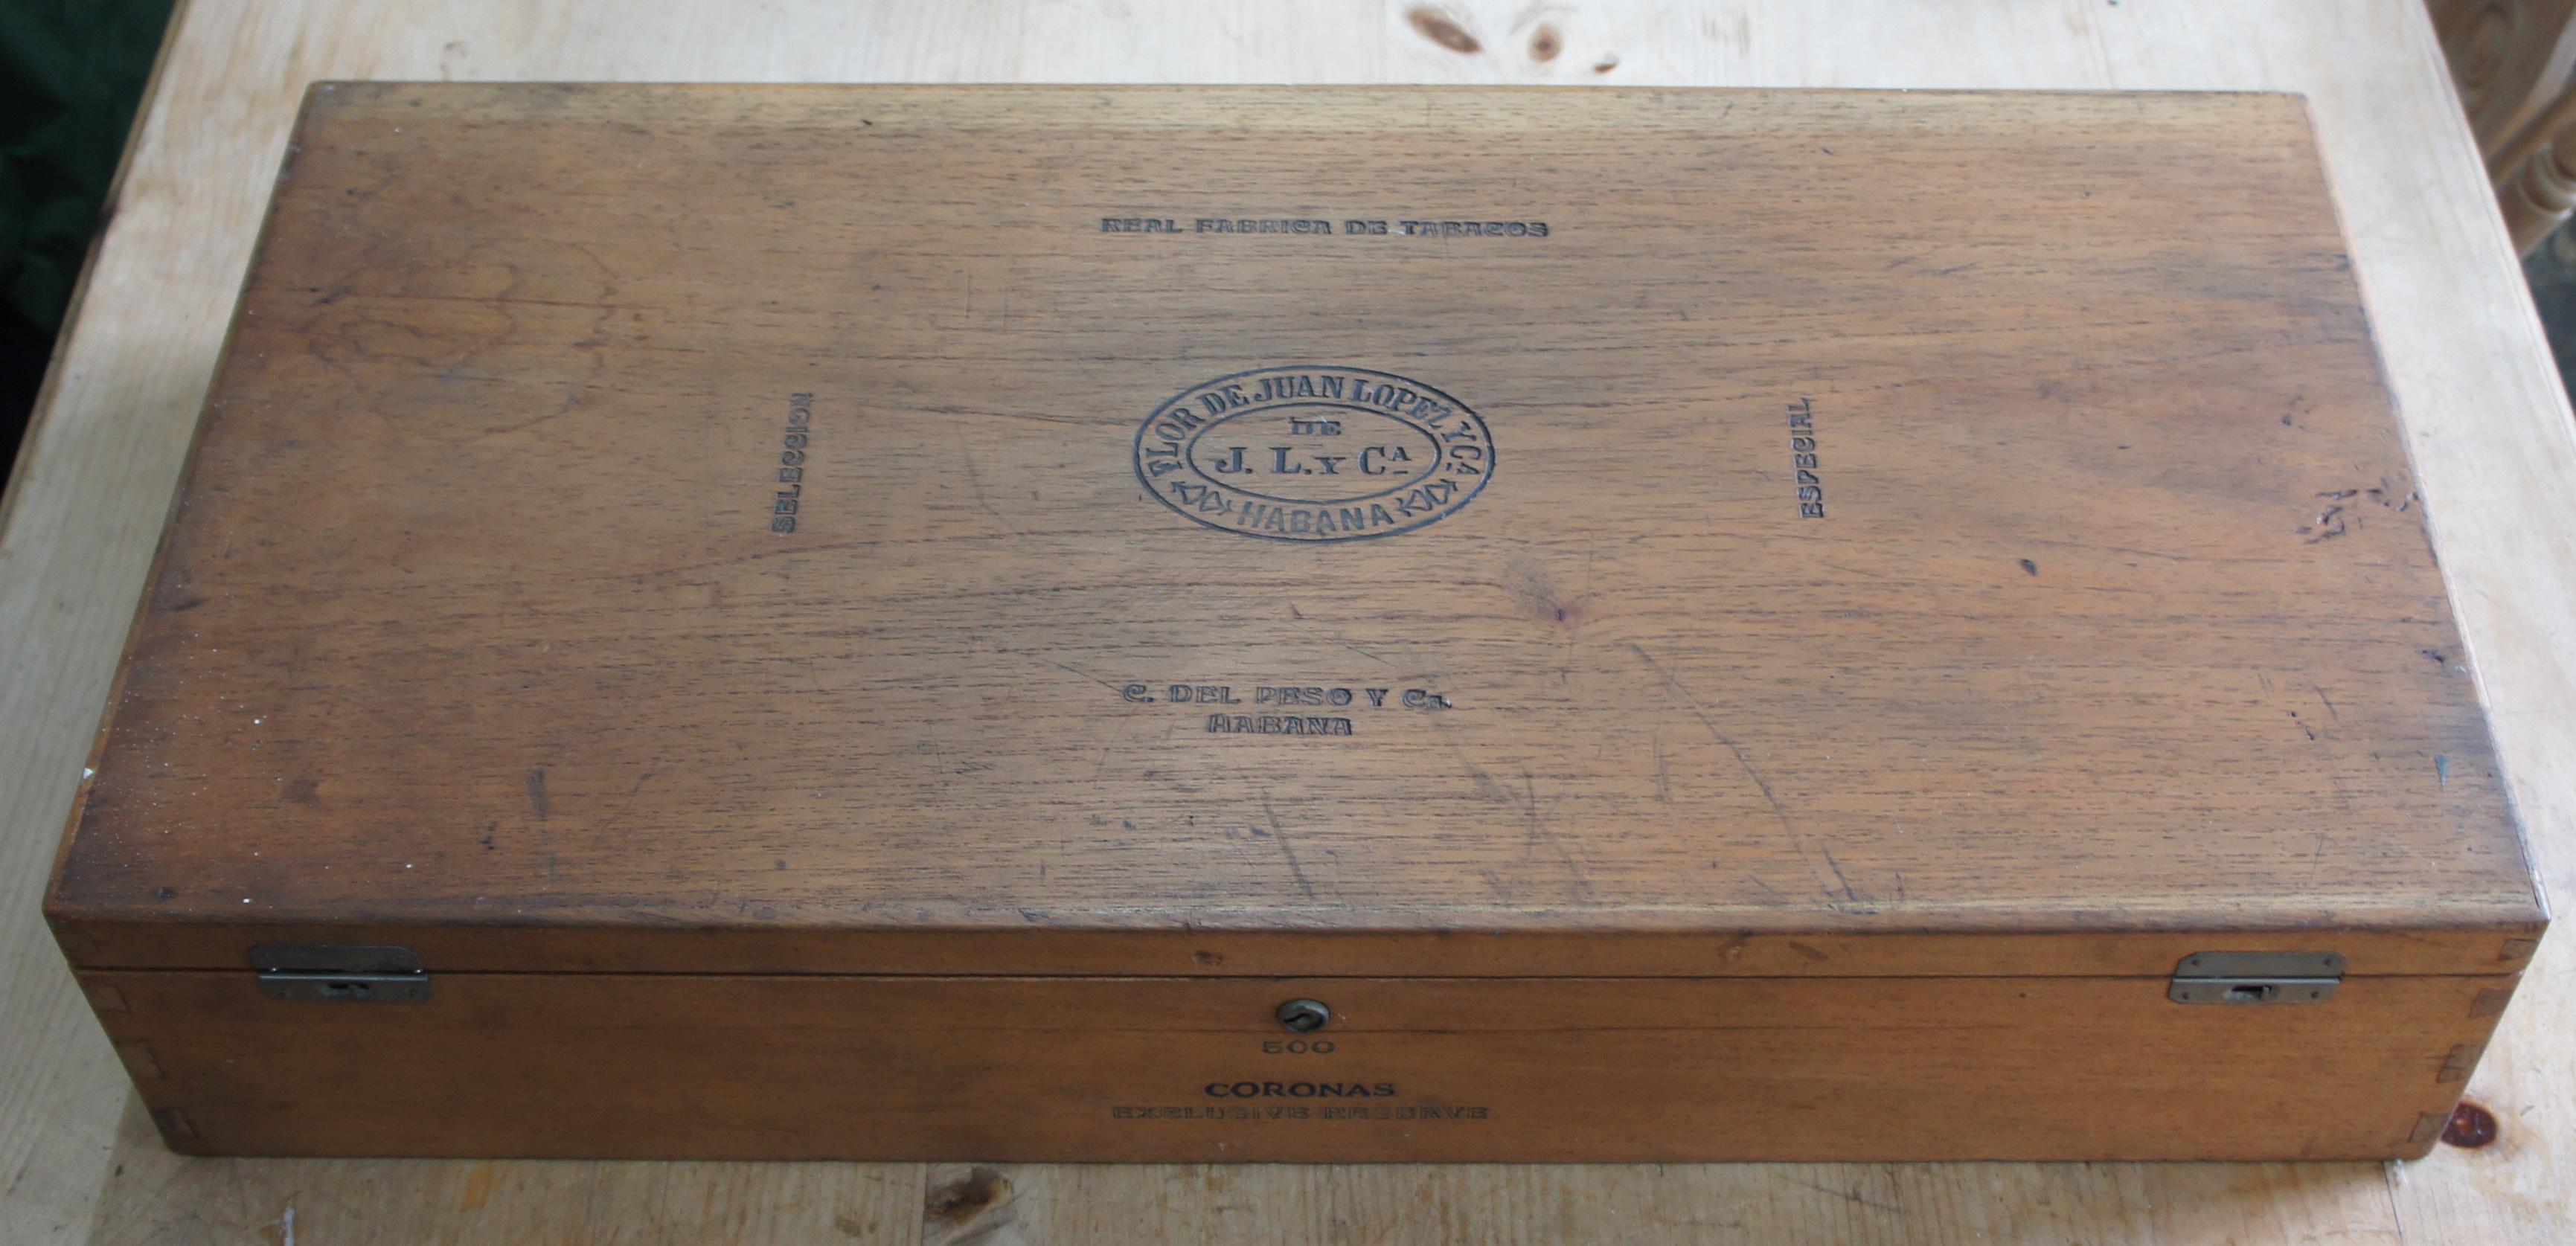 REAL FABRICA DE TABACOS
SELECCION
FLOR DE JUAN LOPEZ Y CA
DE
J. L. Y CA
HABANA
ESPECIAL
C. DEL PESO Y Ca.
HABANA
500
CORONAS
EXCLUSIVE RESERVE